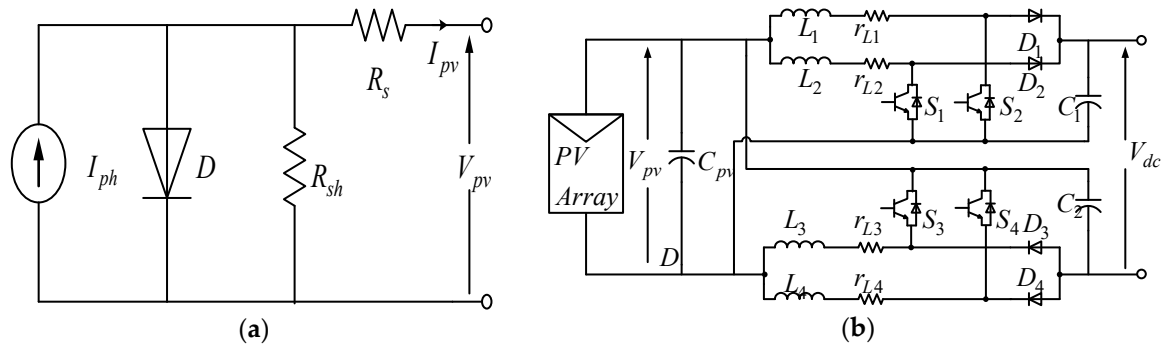 I_ph
D
R_sh
R_s
I_pv
V_pv
(a)
PV
Array
V_pv
C_pv
D
L_1
r_L1
L_2
r_L2
S_1
S_2
D_1
D_2
C_1
V_dc
C_2
S_3
S_4
L_3
r_L3
D_3
L_4
r_L4
D_4
(b)